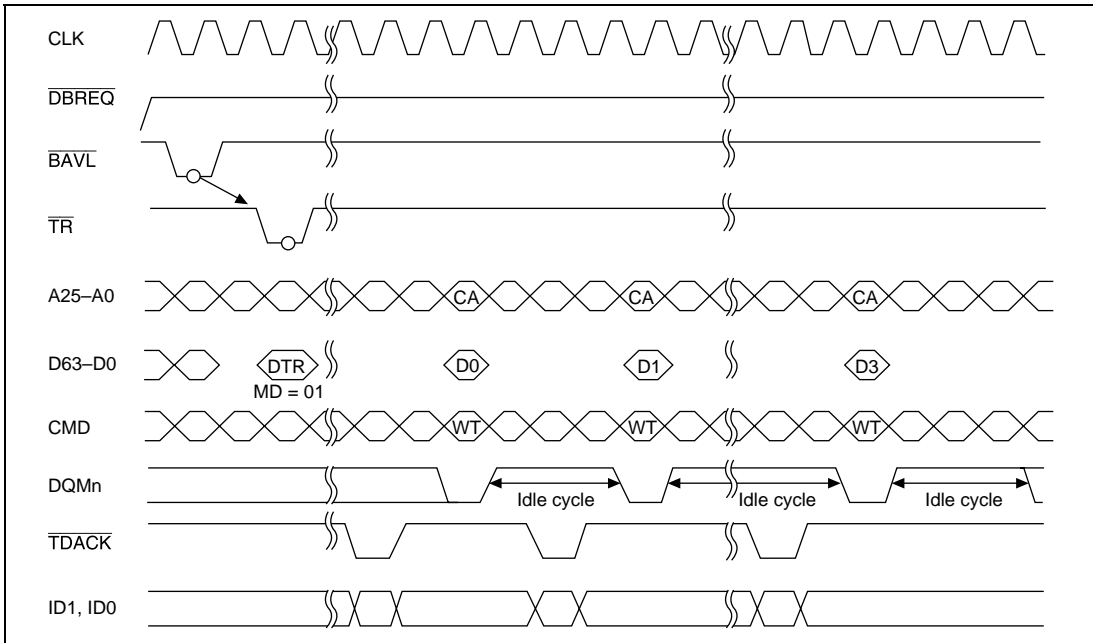 CLK
DBREQ
BAVL
TR
A25–A0 CA CA CA
D63–D0 DTR D0 D1 D3
MD = 01
CMD WT WT WT
DQMn
Idle cycle Idle cycle Idle cycle
TDACK
ID1, ID0